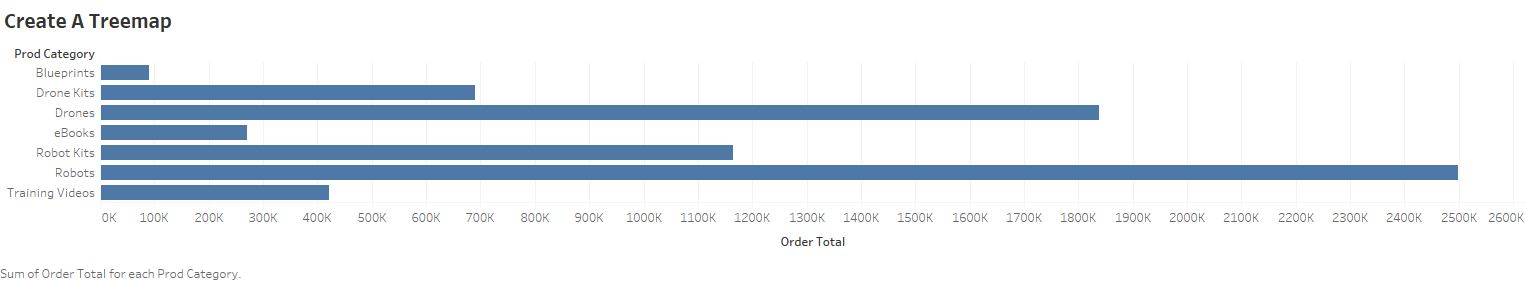 Create A Treemap
Prod Category
Blueprints
Drone Kits
Drones
eBooks
Robot Kits
Robots
Training Videos
0K 100K 200K 300K 400K 500K 600K 700K 800K 900K 1000K 1100K 1200K 1300K 1400K 1500K 1600K 1700K 1800K 1900K 2000K 2100K 2200K 2300K 2400K 2500K 2600K
Order Total
Sum of Order Total for each Prod Category.